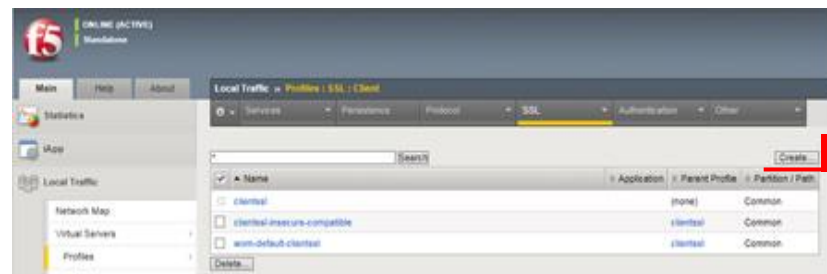 f5
ONLINE (ACTIVE)
Standalone
Main Help About
Local Traffic » Profiles : SSL : Client
Services Persistence Protocol SSL Authentication Other
Statistics
iApp
Local Traffic
Network Map
Virtual Servers
Profiles
* Search
Create...
Name Application Parent Profile Partition / Path
clientssl (none) Common
clientssl-insecure-compatible clientssl Common
wom-default-clientssl clientssl Common
Delete...